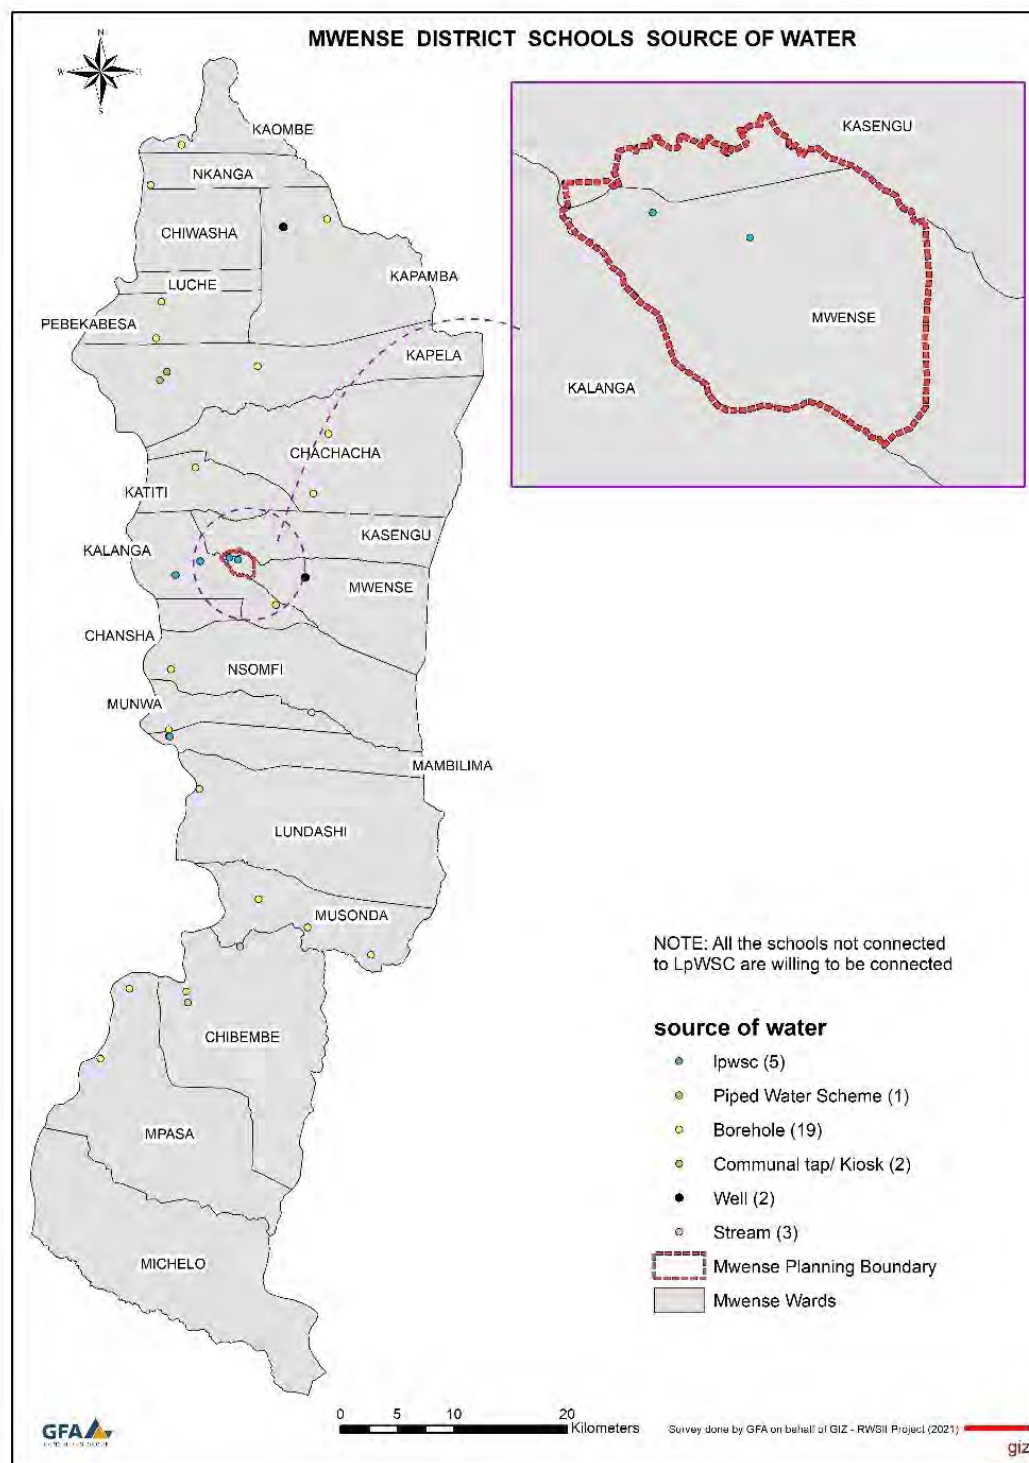 MWENSE DISTRICT SCHOOLS SOURCE OF WATER
N
W
E
S
KAOMBE
NKANGA
CHIWASHA
KAPAMBA
LUCHE
PEBEKABESA
KAPELA
CHACHACHA
KATITI
KASENGU
KALANGA
MWENSE
CHANSHA
NSOMFI
MUNWA
MAMBILIMA
LUNDASHI
MUSONDA
CHIBEMBE
MPASA
MICHELO
KASENGU
MWENSE
KALANGA
NOTE: All the schools not connected
to LpWSC are willing to be connected
source of water
lpwsc (5)
Piped Water Scheme (1)
Borehole (19)
Communal tap/ Kiosk (2)
Well (2)
Stream (3)
Mwense Planning Boundary
Mwense Wards
GFA
0 5 10 20
Kilometers
Survey done by GFA on behalf of GIZ - RWSII Project (2021)
giz